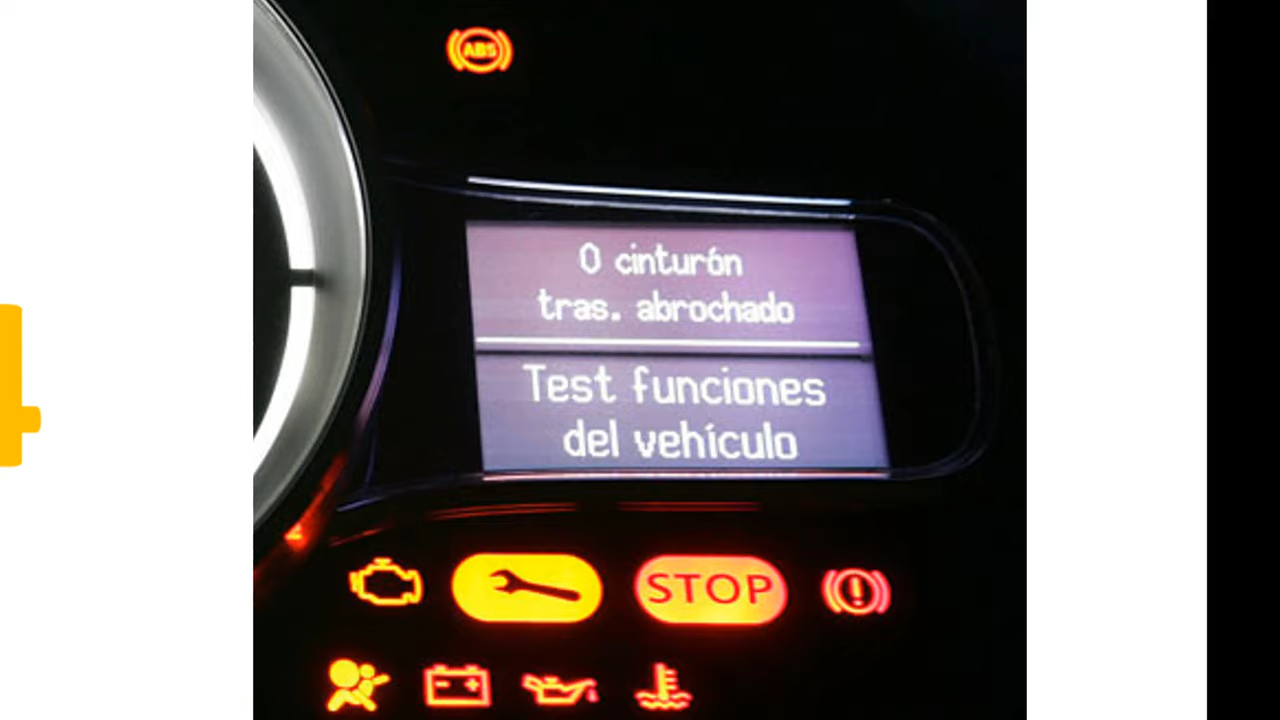 ABS
0 cinturón
tras. abrochado
Test funciones
del vehículo
STOP